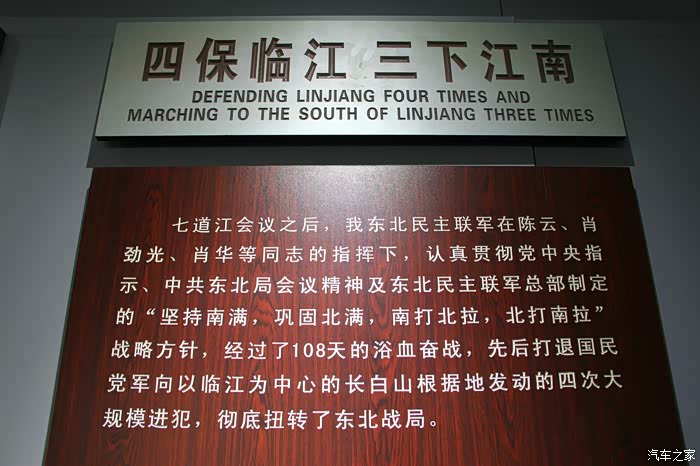 四保临江 三下江南
DEFENDING LINJIANG FOUR TIMES AND
MARCHING TO THE SOUTH OF LINJIANG THREE TIMES
七道江会议之后，我东北民主联军在陈云、肖
劲光、肖华等同志的指挥下，认真贯彻党中央指
示、中共东北局会议精神及东北民主联军总部制定
的“坚持南满，巩固北满，南打北拉，北打南拉”
战略方针，经过了108天的浴血奋战，先后打退国民
党军向以临江为中心的长白山根据地发动的四次大
规模进犯，彻底扭转了东北战局。
汽车之家